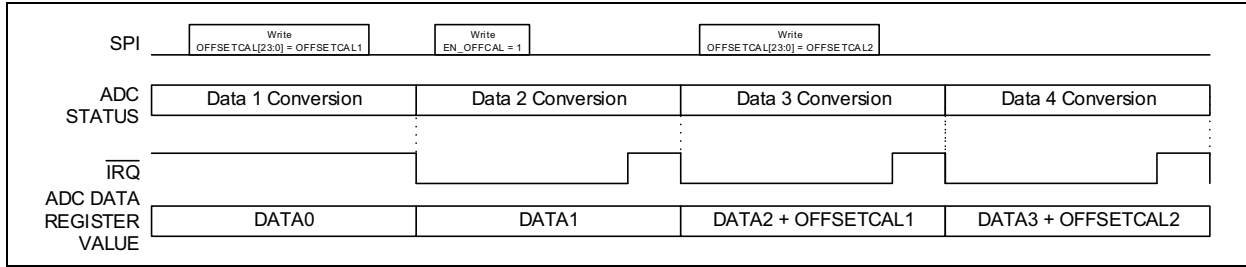 SPI
Write
OFFSETCAL[23:0] = OFFSETCAL1
Write
EN_OFFCAL = 1
Write
OFFSETCAL[23:0] = OFFSETCAL2
ADC
STATUS
Data 1 Conversion
Data 2 Conversion
Data 3 Conversion
Data 4 Conversion
IRQ
ADC DATA
REGISTER
VALUE
DATA0
DATA1
DATA2 + OFFSETCAL1
DATA3 + OFFSETCAL2